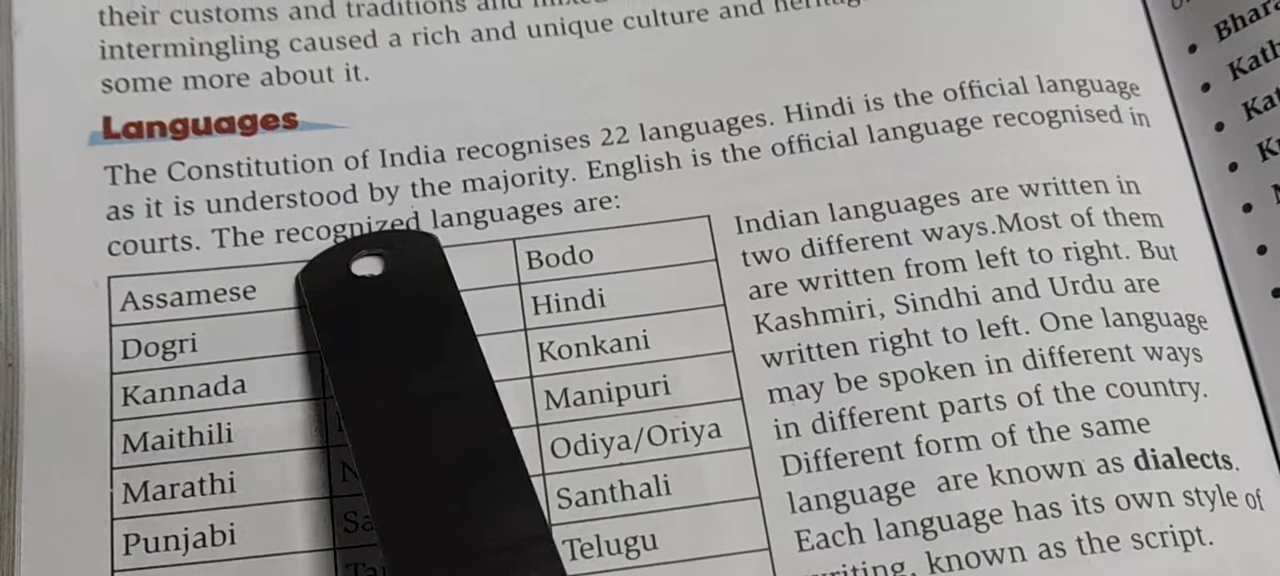 their customs and traditions and
intermingling caused a rich and unique culture and
some more about it.
Languages
The Constitution of India recognises 22 languages. Hindi is the official language
as it is understood by the majority. English is the official language recognised in
courts. The recognized languages are:
Assamese Bodo
Dogri Hindi
Kannada Konkani
Maithili Manipuri
Marathi Odiya/Oriya
Punjabi Santhali
Telugu
Indian languages are written in
two different ways.Most of them
are written from left to right. But
Kashmiri, Sindhi and Urdu are
written right to left. One language
may be spoken in different ways
in different parts of the country.
Different form of the same
language are known as dialects.
Each language has its own style of
writing, known as the script.